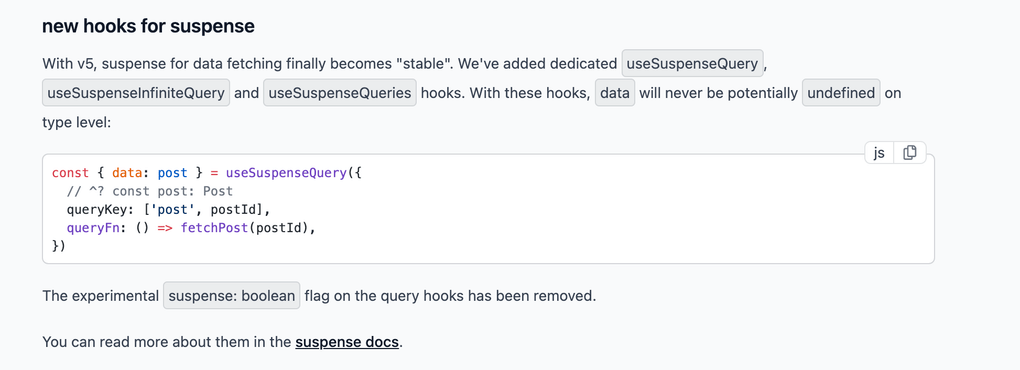 new hooks for suspense
With v5, suspense for data fetching finally becomes "stable". We've added dedicated useSuspenseQuery,
useSuspenseInfiniteQuery and useSuspenseQueries hooks. With these hooks, data will never be potentially undefined on
type level:
js
const { data: post } = useSuspenseQuery({
  // ^? const post: Post
  queryKey: ['post', postId],
  queryFn: () => fetchPost(postId),
})
The experimental suspense: boolean flag on the query hooks has been removed.
You can read more about them in the suspense docs.